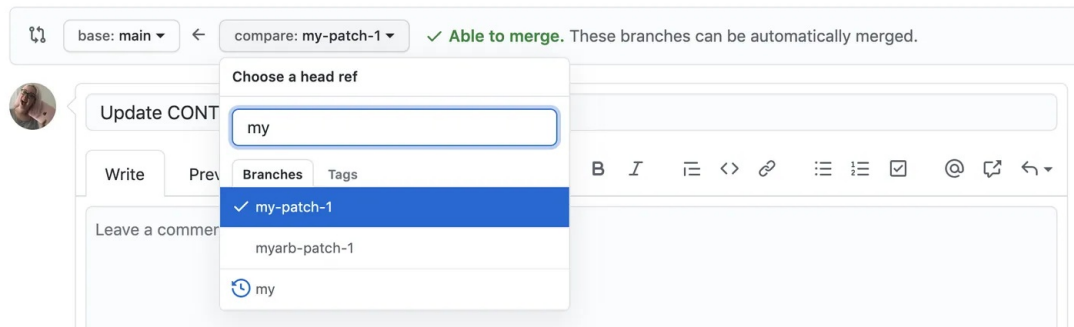 base: main compare: my-patch-1 Able to merge. These branches can be automatically merged.
Choose a head ref
Update CONT
my
Write Prev Branches Tags
my-patch-1
Leave a commer
myarb-patch-1
my